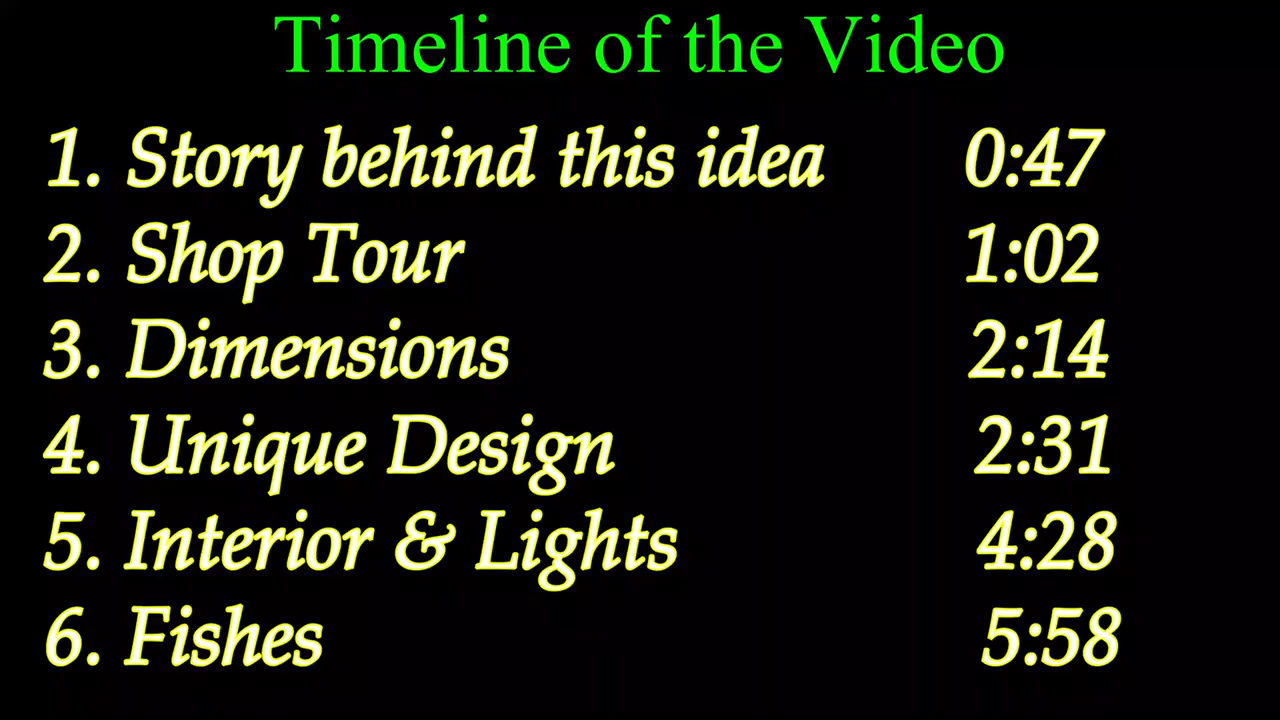 Timeline of the Video
1. Story behind this idea 0:47
2. Shop Tour 1:02
3. Dimensions 2:14
4. Unique Design 2:31
5. Interior & Lights 4:28
6. Fishes 5:58